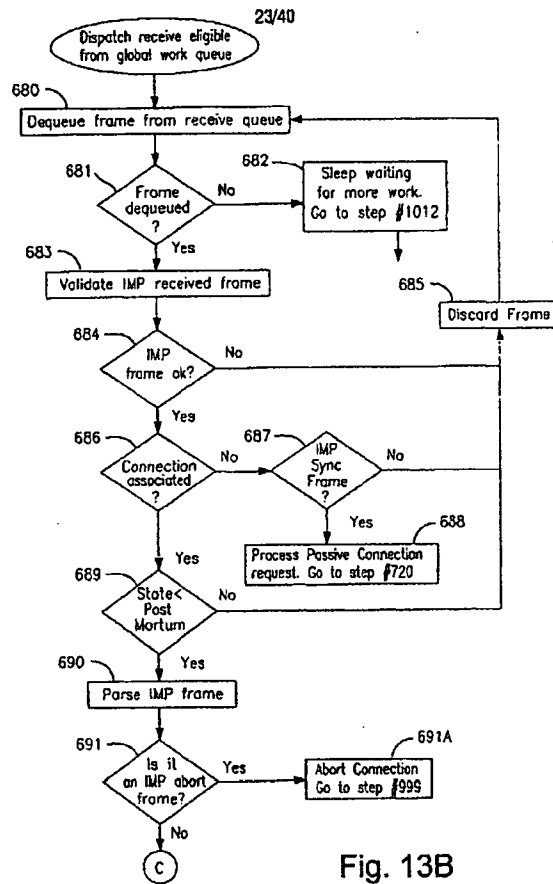 23/40
Dispatch receive eligible
from global work queue
680
Dequeue frame from receive queue
681
Frame
dequeued
?
No
Yes
682
Sleep waiting
for more work.
Go to step #1012
683
Validate IMP received frame
685
Discard Frame
684
IMP
frame ok?
No
Yes
686
Connection
associated
?
No
Yes
687
IMP
Sync
Frame
?
No
Yes
688
Process Passive Connection
request. Go to step #720
689
State<
Post
Mortum
No
Yes
690
Parse IMP frame
691
Is it
an IMP abort
frame?
Yes
No
691A
Abort Connection
Go to step #999
C
Fig. 13B